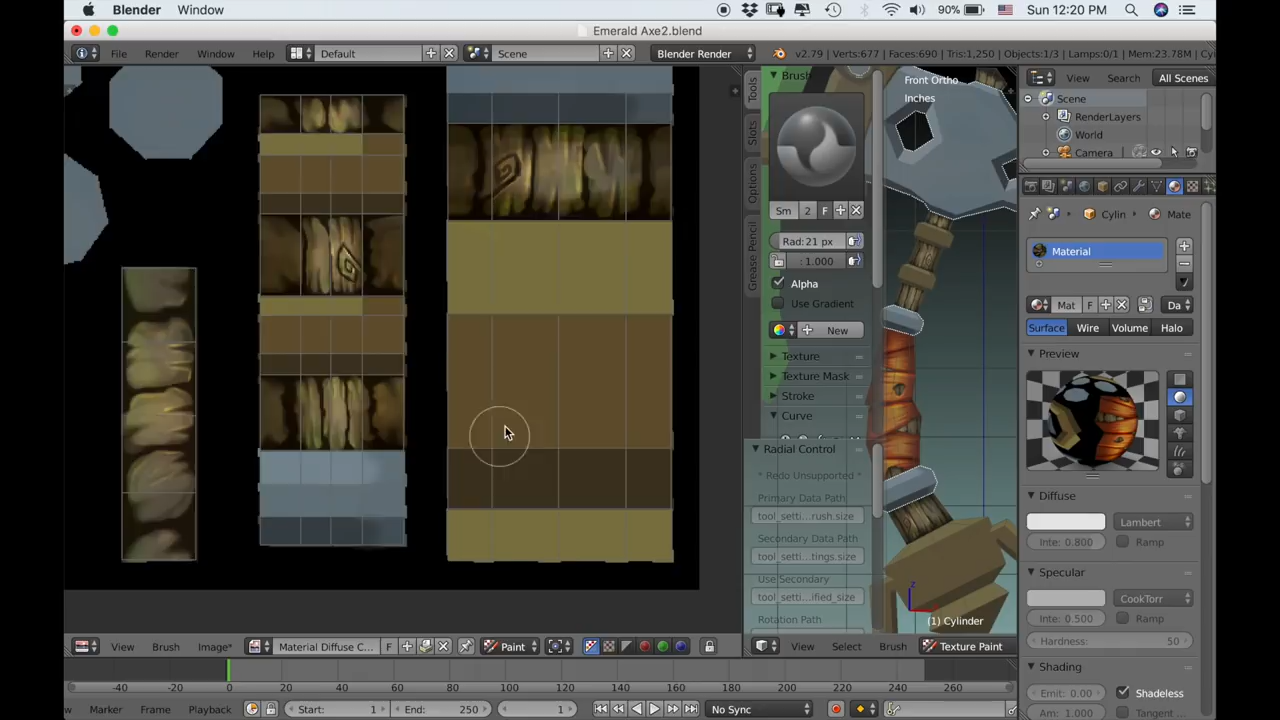 Blender Window 90% Sun 12:20 PM
Emerald Axe2.blend
File Render Window Help Default Scene Blender Render v2.79 | Verts:677 | Faces:690 | Tris:1,250 | Objects:1/3 | Lamps:0/1 | Mem:23.78M |
Brush
Front Ortho
Inches
View Search All Scenes
Scene
RenderLayers
World
Camera
Tools
Slots
Options
Grease Pencil
Sm 2 F
Rad: 21 px
: 1.000
Alpha
Use Gradient
New
Texture
Texture Mask
Stroke
Curve
Radial Control
* Redo Unsupported *
Primary Data Path
tool_setti...rush.size
Secondary Data Path
tool_setti...tings.size
Use Secondary
tool_setti...ified_size
Rotation Path
Cylin Mate
Material
Mat F Da
Surface Wire Volume Halo
Preview
Diffuse
Lambert
Inte: 0.800 Ramp
Specular
CookTorr
Inte: 0.500 Ramp
Hardness: 50
Shading
Emit: 0.00 Shadeless
Am: 1.000 Tangent
z
(1) Cylinder
View Brush Image* Material Diffuse C... F Paint
View Select Brush Texture Paint
-40 -20 0 20 40 60 80 100 120 140 160 180 200 220 240 260
Marker Frame Playback Start: 1 End: 250 1 No Sync